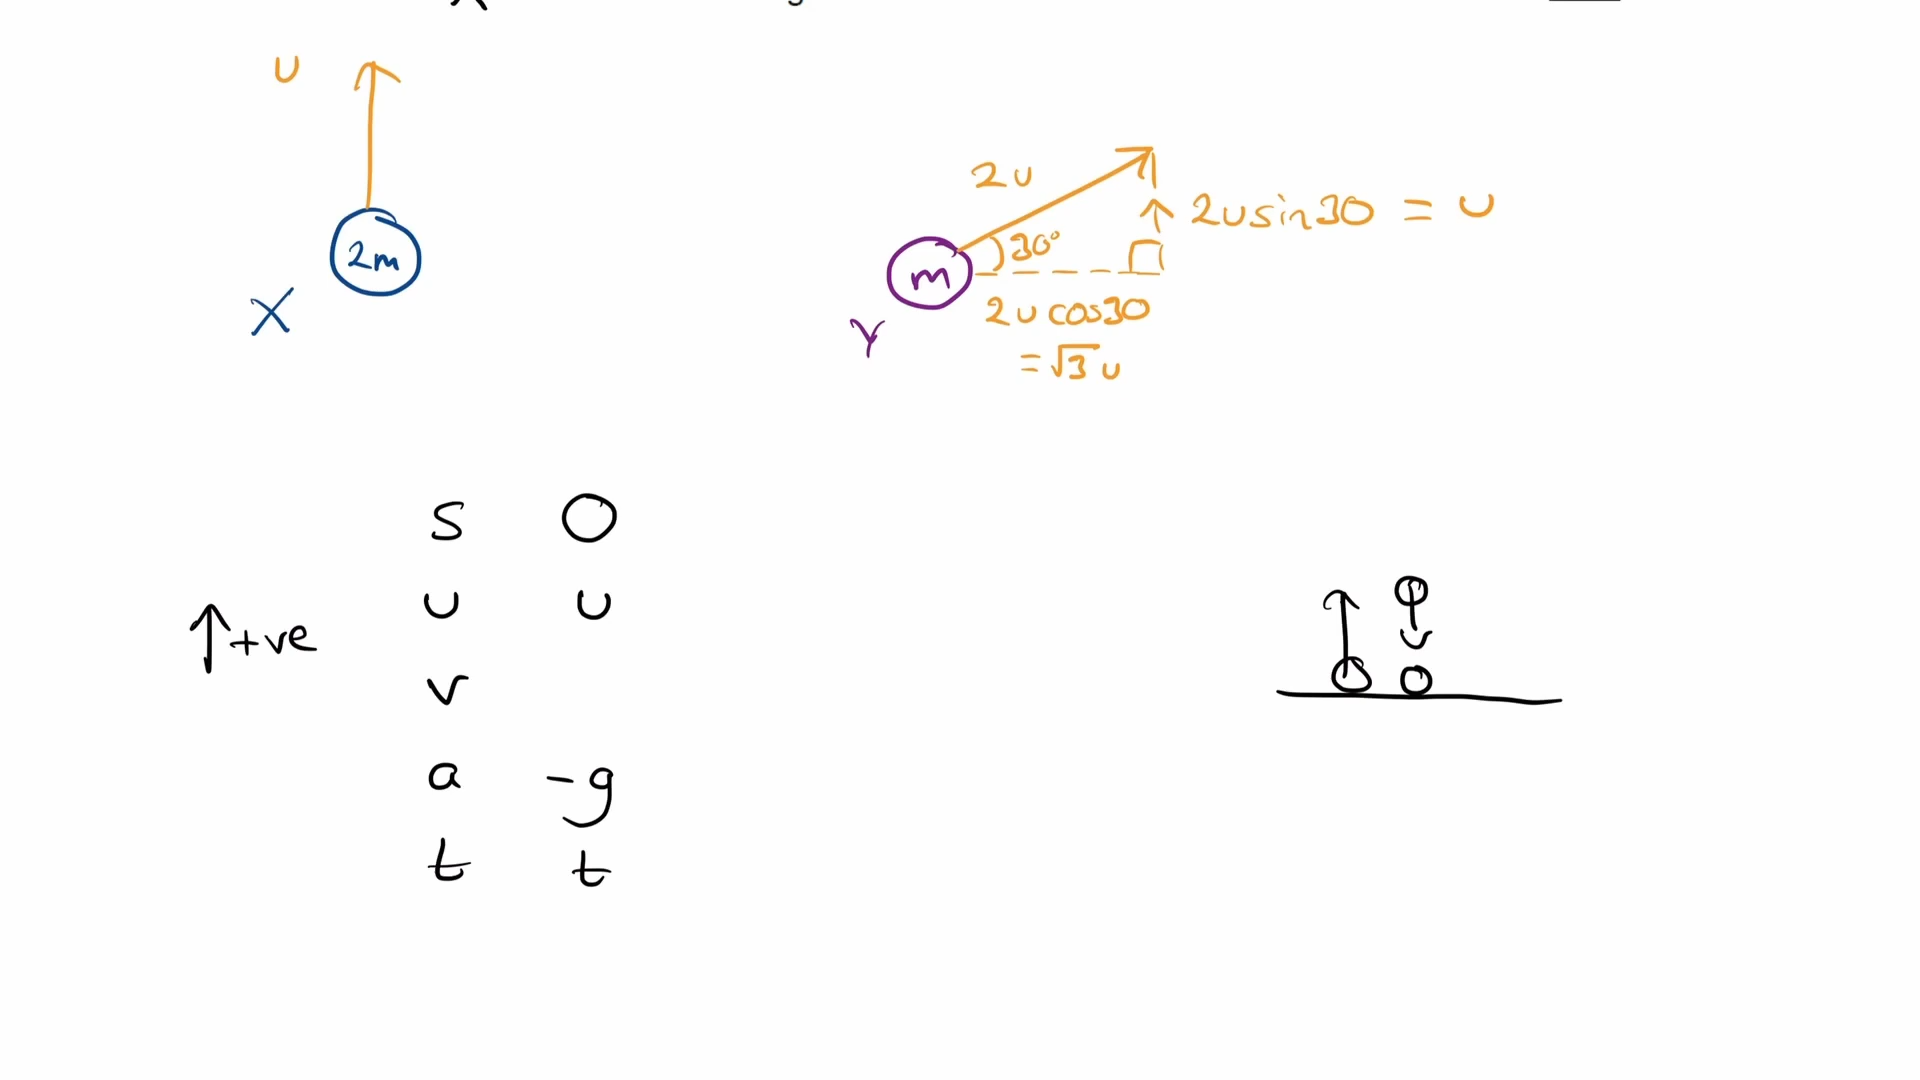 U
2m
X
2u
30°
2usin30 = u
m
Y
2u cos30
= √3 u
s 0
u u
↑+ve
v
a -g
t t